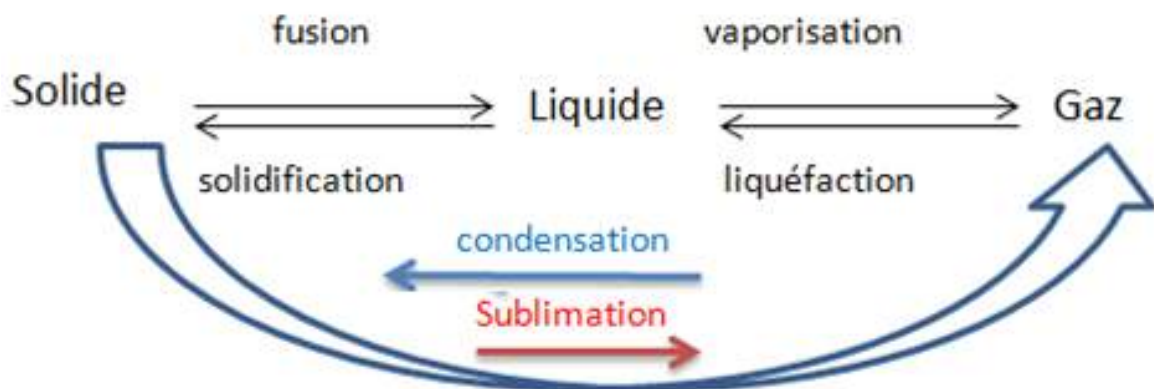 fusion vaporisation
Solide Liquide Gaz
solidification liquéfaction
condensation
Sublimation